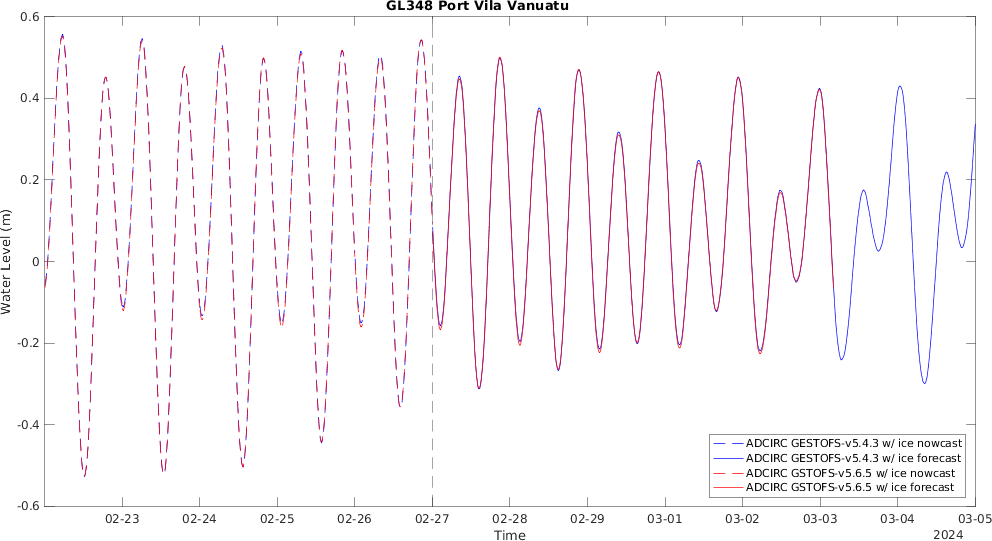 GL348 Port Vila Vanuatu
Water Level (m)
0.6
0.4
0.2
0
-0.2
-0.4
-0.6
ADCIRC GESTOFS-v5.4.3 w/ ice nowcast
ADCIRC GESTOFS-v5.4.3 w/ ice forecast
ADCIRC GSTOFS-v5.6.5 w/ ice nowcast
ADCIRC GSTOFS-v5.6.5 w/ ice forecast
02-23 02-24 02-25 02-26 02-27 02-28 02-29 03-01 03-02 03-03 03-04 03-05
Time
2024